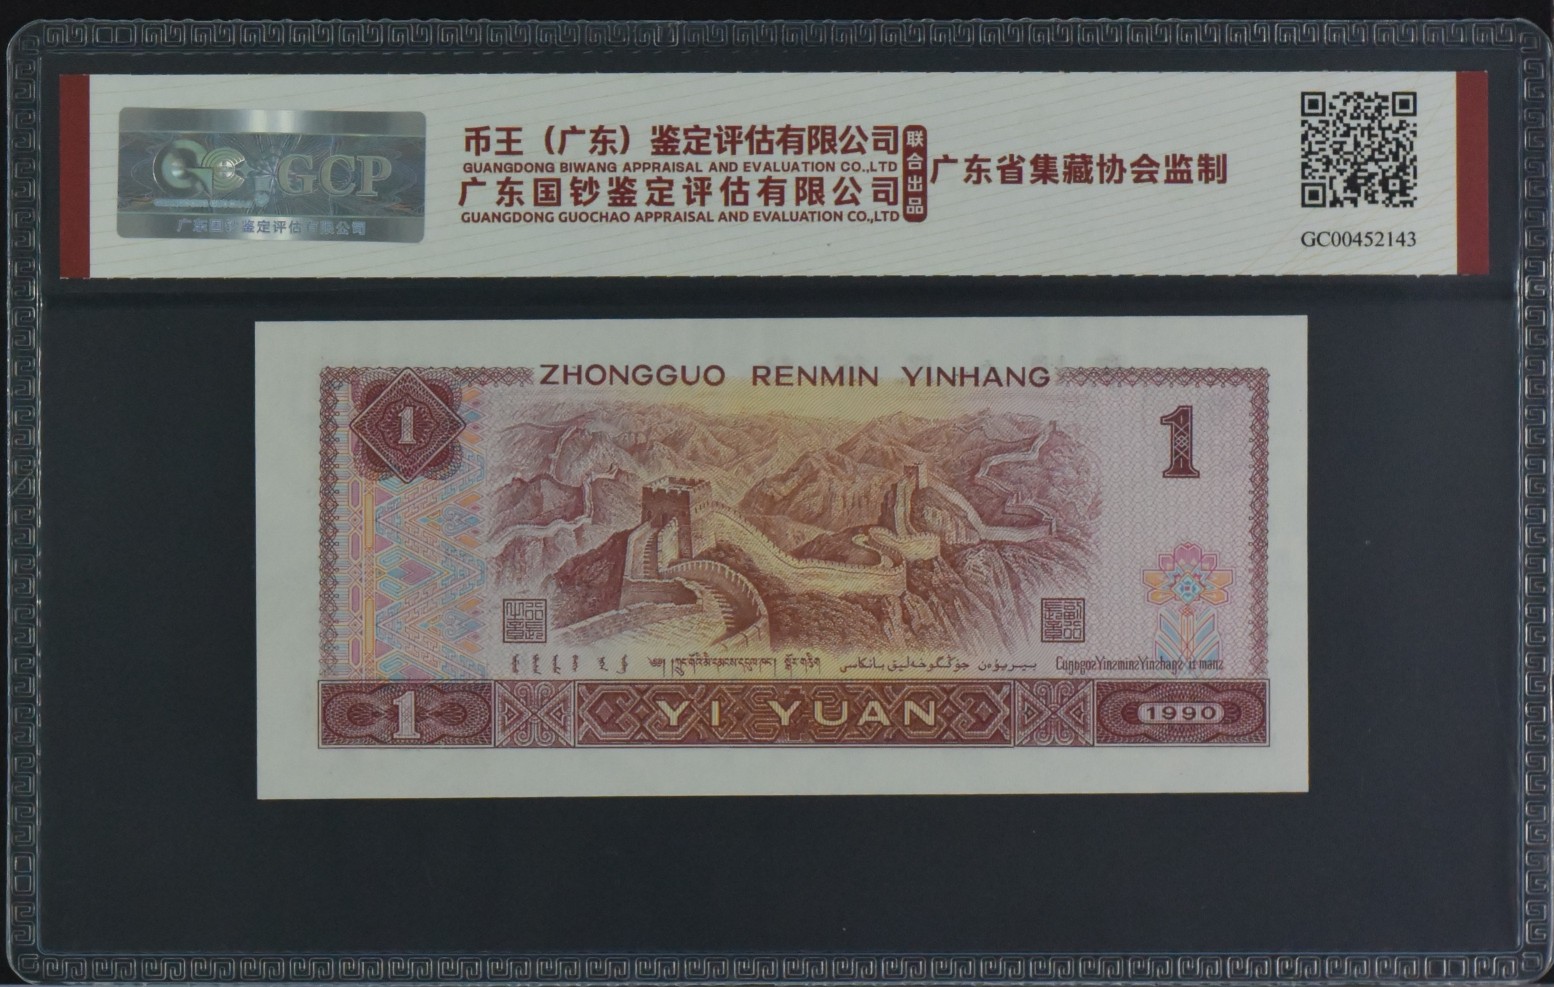 GCP
广东国钞鉴定评估有限公司
币王（广东）鉴定评估有限公司
GUANGDONG BIWANG APPRAISAL AND EVALUATION CO.,LTD
广东国钞鉴定评估有限公司
GUANGDONG GUOCHAO APPRAISAL AND EVALUATION CO.,LTD
联合出品
广东省集藏协会监制
GC00452143
ZHONGGUO RENMIN YINHANG
1
1
جۇڭگوخەلىق بانكاسى بىريۇەن
1
YI YUAN
1990